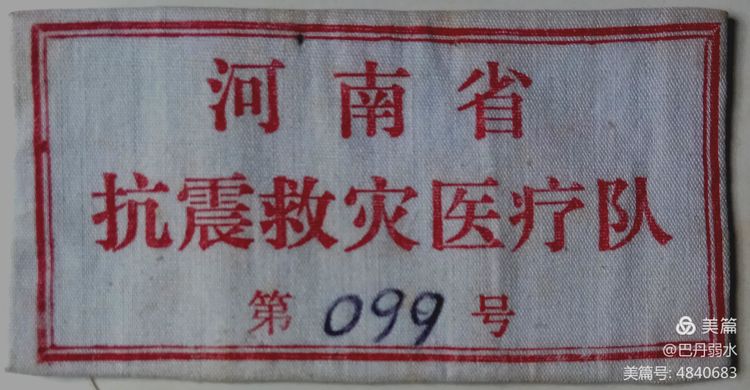 河南省
抗震救灾医疗队
第 099 号
美篇
@巴丹弱水
美篇号: 4840683